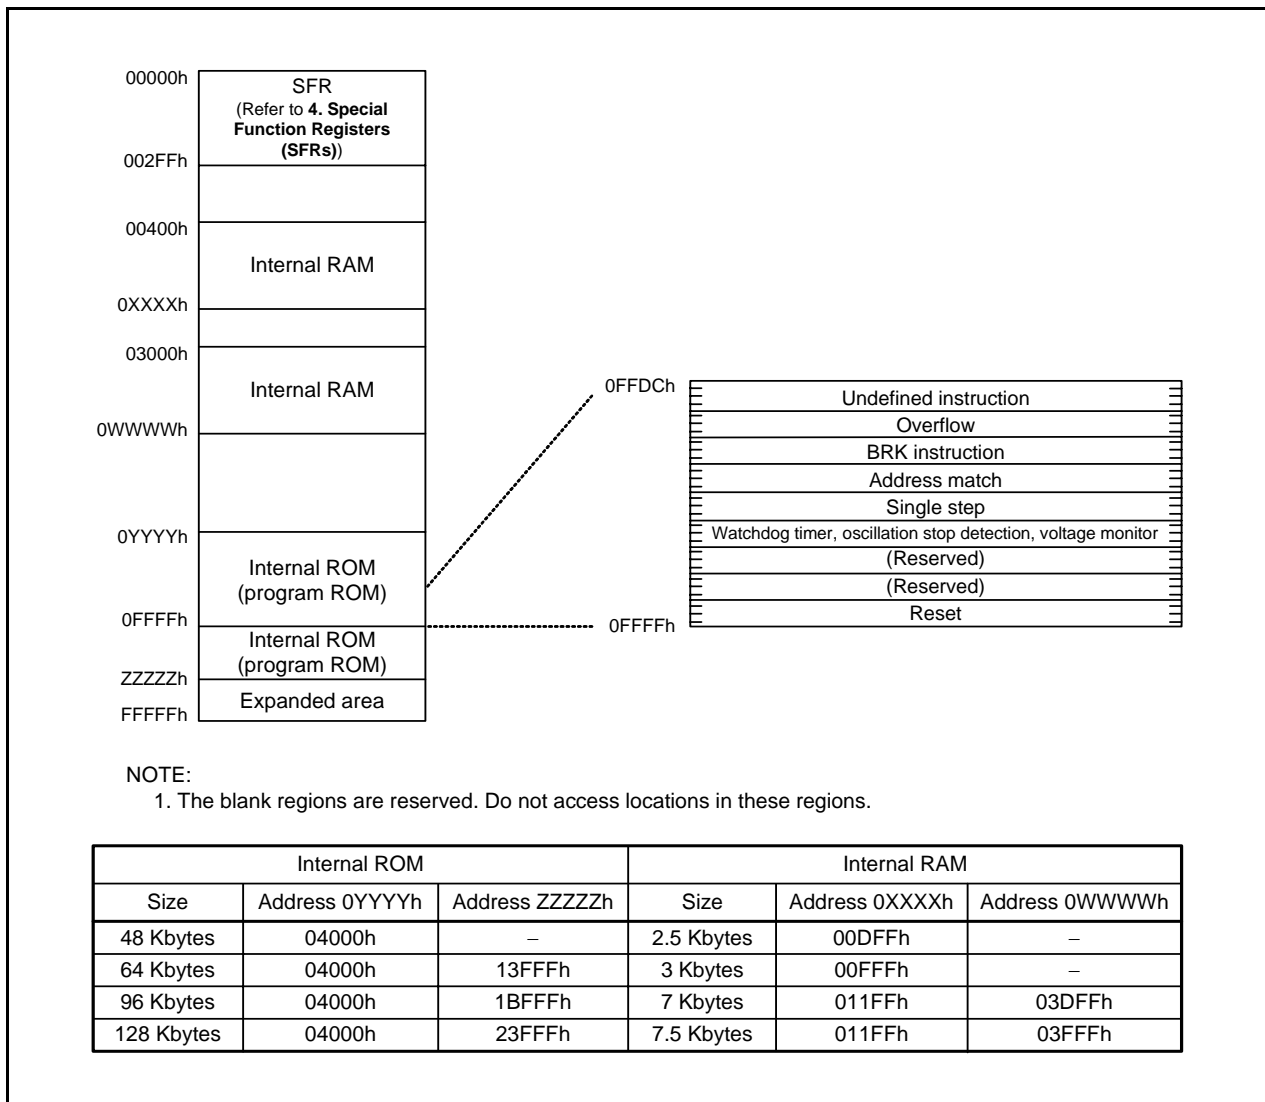 00000h
SFR
(Refer to 4. Special
Function Registers
(SFRs))
002FFh
00400h
Internal RAM
0XXXXh
03000h
Internal RAM
0WWWWh
0YYYYh
Internal ROM
(program ROM)
0FFFFh
Internal ROM
(program ROM)
ZZZZZh
Expanded area
FFFFFh
0FFDCh
Undefined instruction
Overflow
BRK instruction
Address match
Single step
Watchdog timer, oscillation stop detection, voltage monitor
(Reserved)
(Reserved)
Reset
0FFFFh
NOTE:
1. The blank regions are reserved. Do not access locations in these regions.
Internal ROM Internal RAM
Size Address 0YYYYh Address ZZZZZh Size Address 0XXXXh Address 0WWWWh
48 Kbytes 04000h – 2.5 Kbytes 00DFFh –
64 Kbytes 04000h 13FFFh 3 Kbytes 00FFFh –
96 Kbytes 04000h 1BFFFh 7 Kbytes 011FFh 03DFFh
128 Kbytes 04000h 23FFFh 7.5 Kbytes 011FFh 03FFFh